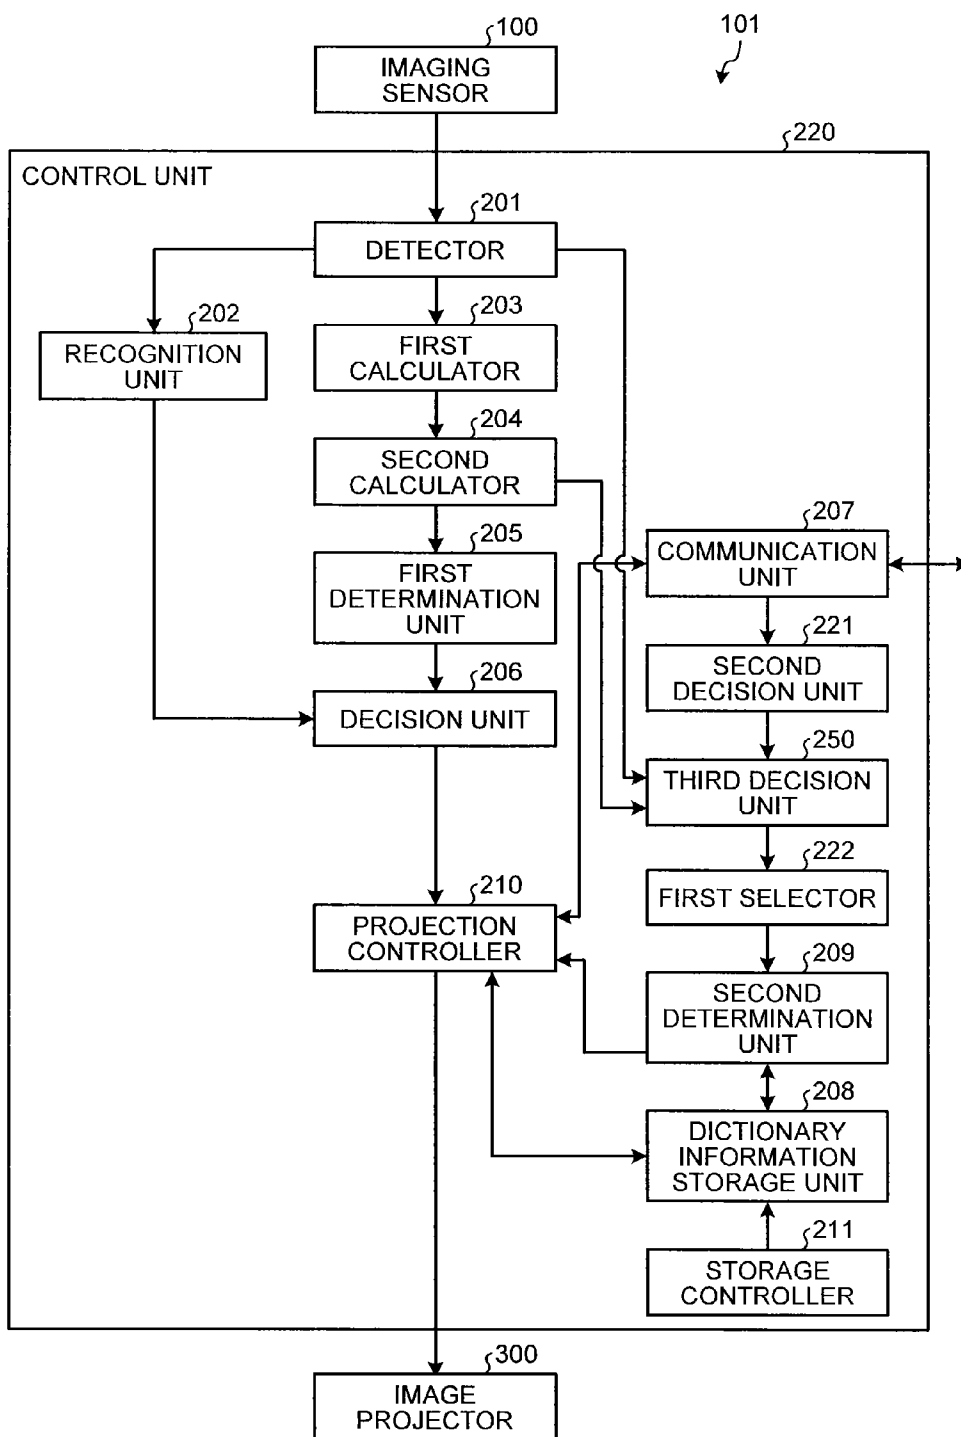 100
101
IMAGING
SENSOR
220
CONTROL UNIT
201
DETECTOR
202
RECOGNITION
UNIT
203
FIRST
CALCULATOR
204
SECOND
CALCULATOR
205
FIRST
DETERMINATION
UNIT
206
DECISION UNIT
207
COMMUNICATION
UNIT
221
SECOND
DECISION UNIT
250
THIRD DECISION
UNIT
222
FIRST SELECTOR
210
PROJECTION
CONTROLLER
209
SECOND
DETERMINATION
UNIT
208
DICTIONARY
INFORMATION
STORAGE UNIT
211
STORAGE
CONTROLLER
300
IMAGE
PROJECTOR